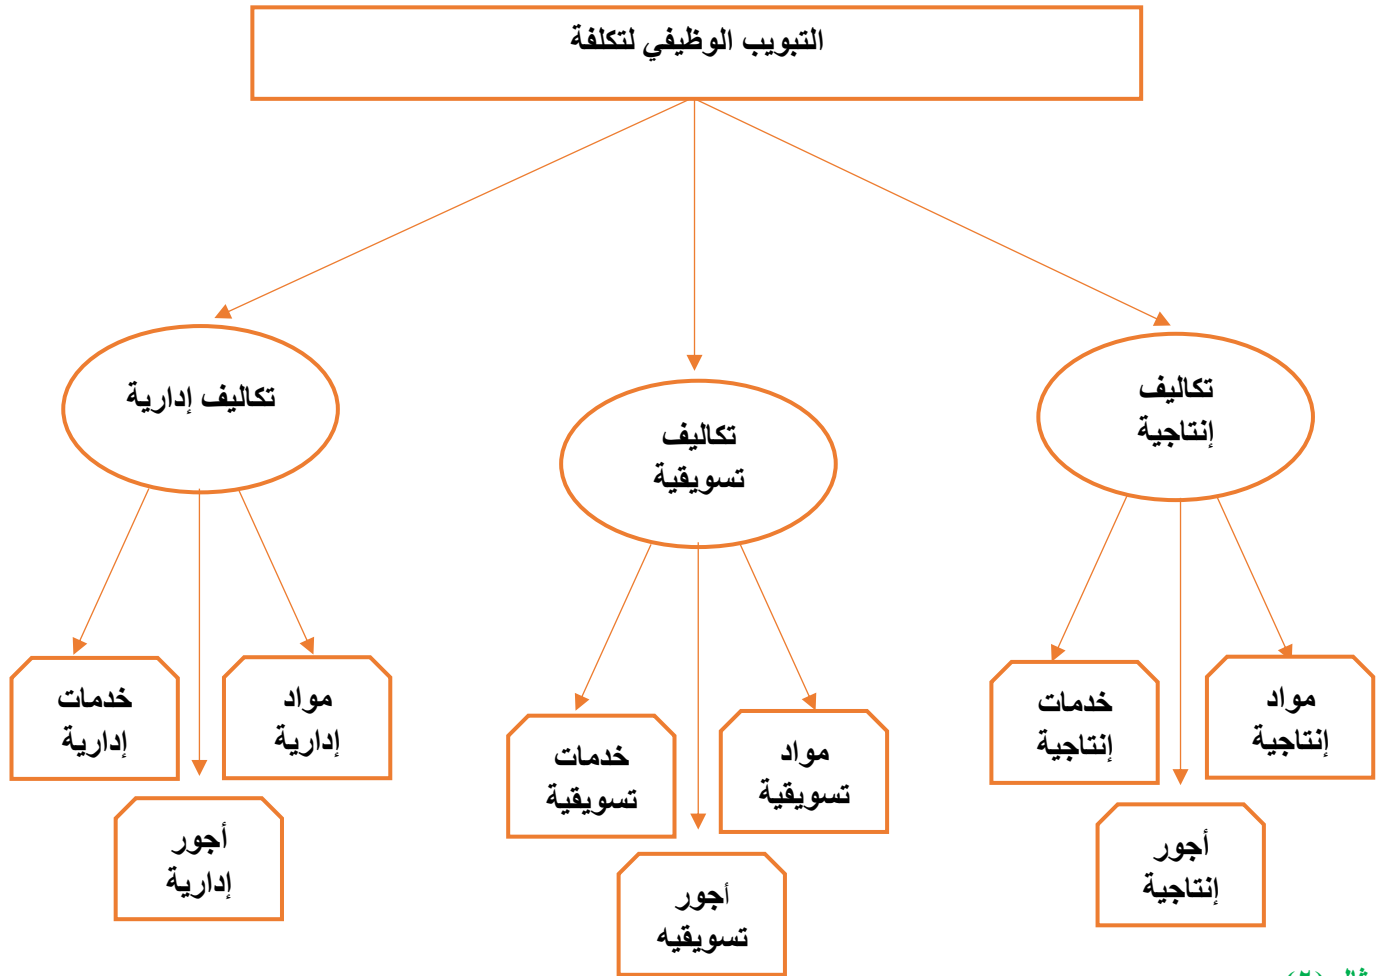 التبويب الوظيفي لتكلفة
تكاليف
إنتاجية
تكاليف
تسويقية
تكاليف إدارية
مواد
إنتاجية
خدمات
إنتاجية
أجور
إنتاجية
مواد
تسويقية
خدمات
تسويقية
أجور
تسويقيه
مواد
إدارية
خدمات
إدارية
أجور
إدارية